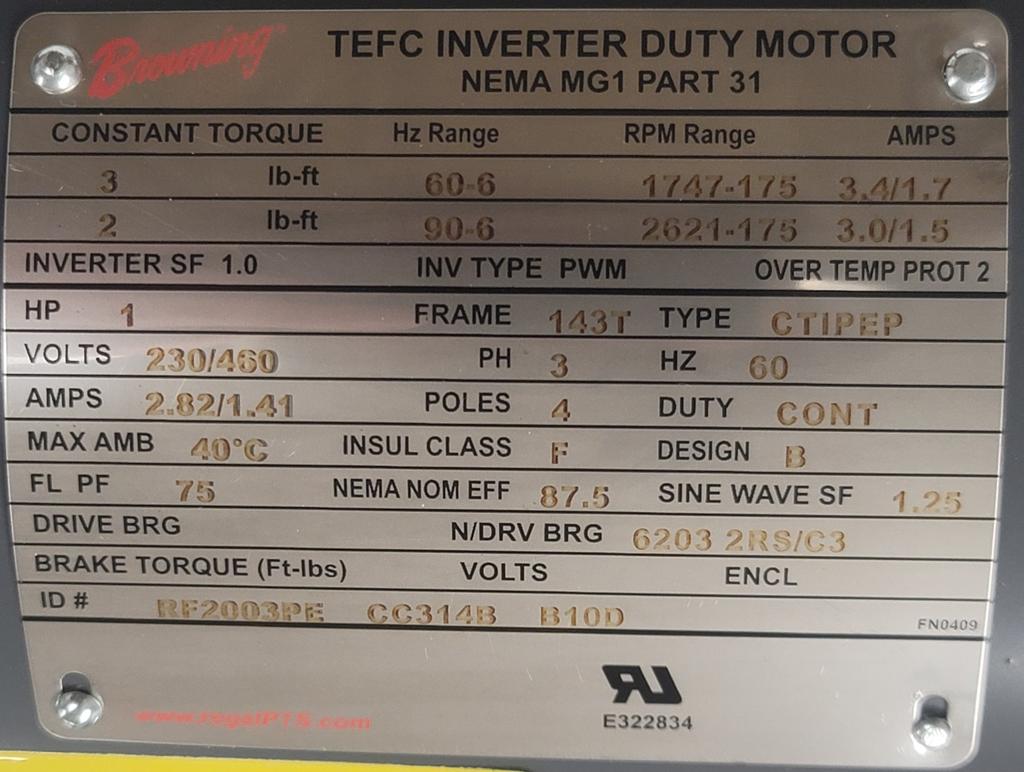 Browning™ TEFC INVERTER DUTY MOTOR
NEMA MG1 PART 31
CONSTANT TORQUE Hz Range RPM Range AMPS
3 lb-ft 60-6 1747-175 3.4/1.7
2 lb-ft 90-6 2621-175 3.0/1.5
INVERTER SF 1.0 INV TYPE PWM OVER TEMP PROT 2
HP 1 FRAME 143T TYPE CTIPEP
VOLTS 230/460 PH 3 HZ 60
AMPS 2.82/1.41 POLES 4 DUTY CONT
MAX AMB 40°C INSUL CLASS F DESIGN B
FL PF 75 NEMA NOM EFF 87.5 SINE WAVE SF 1.25
DRIVE BRG N/DRV BRG 6203 2RS/C3
BRAKE TORQUE (Ft-lbs) VOLTS ENCL
ID # RF2003PE CC314B B10D FN0409
RU
www.regalPTS.com E322834